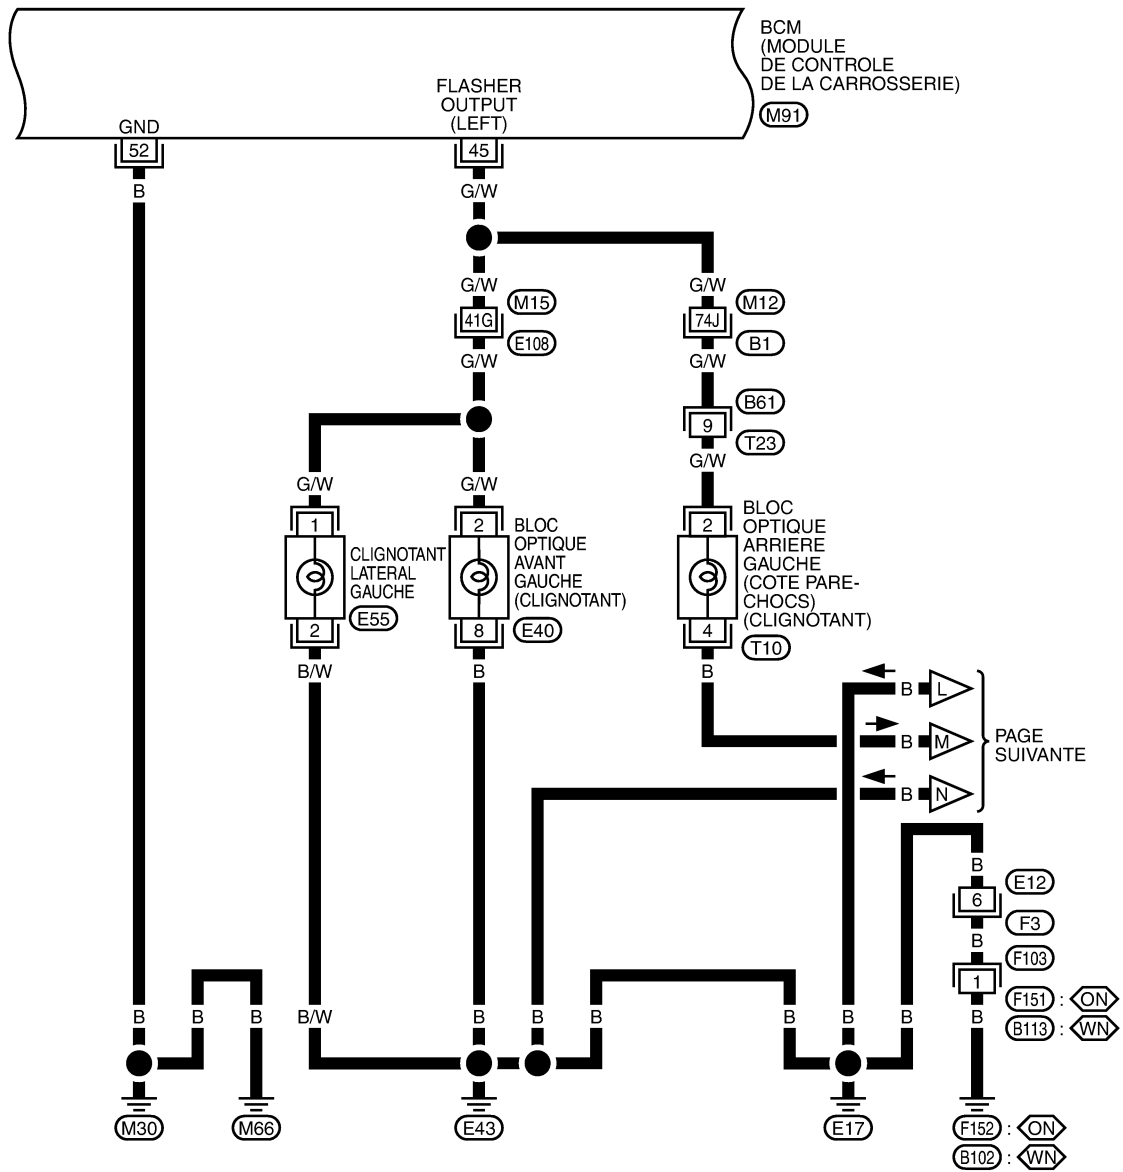 BCM
(MODULE
DE CONTROLE
DE LA CARROSSERIE)
M91
FLASHER
OUTPUT
(LEFT)
GND
52
45
B
G/W
G/W
G/W
M15
M12
41G
74J
E108
B1
G/W
G/W
B61
9
T23
G/W
G/W
G/W
1
2
2
CLIGNOTANT
LATERAL
GAUCHE
E55
BLOC
OPTIQUE
AVANT
GAUCHE
(CLIGNOTANT)
E40
BLOC
OPTIQUE
ARRIERE
GAUCHE
(COTE PARE-
CHOCS)
(CLIGNOTANT)
T10
2
8
4
B/W
B
B
B
L
B
M
B
N
PAGE
SUIVANTE
B
E12
6
F3
B
F103
1
F151 : ON
B113 : WN
B
B
B
B/W
B
B
B
B
B
B
B
M30
M66
E43
E17
F152 : ON
B102 : WN